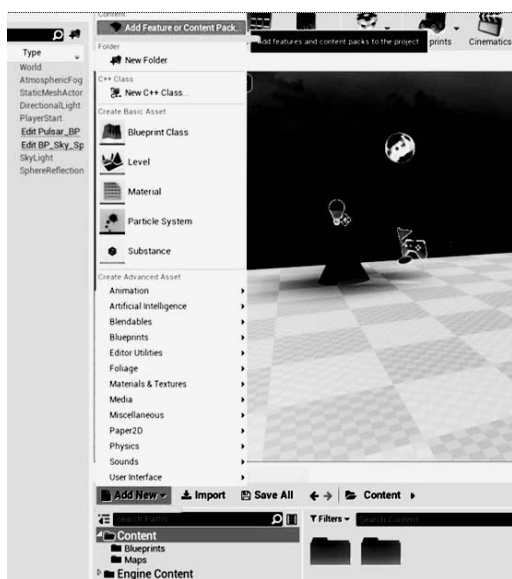 Content
Add Feature or Content Pack...
Folder
New Folder
C++ Class
New C++ Class...
Create Basic Asset
Blueprint Class
Level
Material
Particle System
Substance
Create Advanced Asset
Animation
Artificial Intelligence
Blendables
Blueprints
Editor Utilities
Foliage
Materials & Textures
Media
Miscellaneous
Paper2D
Physics
Sounds
User Interface
Type
World
AtmosphericFog
StaticMeshActor
DirectionalLight
PlayerStart
Edit Pulsar_BP
Edit BP_Sky_Sp
SkyLight
SphereReflection
add features and content packs to the project
prints
Cinematics
Add New
Import
Save All
Content
Search Paths
Filters
Search Content
Content
Blueprints
Maps
Engine Content